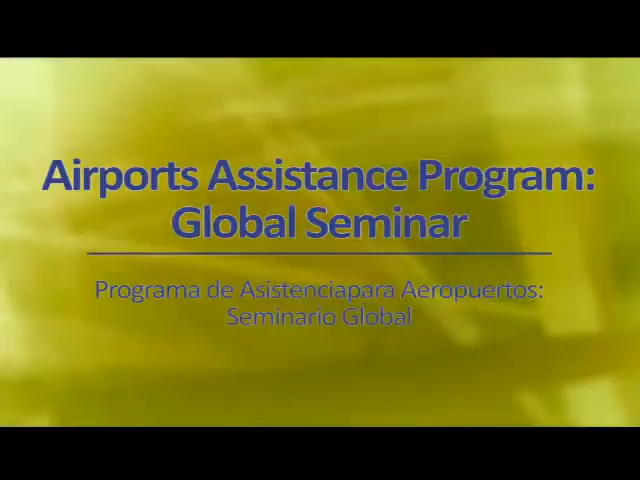 Airports Assistance Program:
Global Seminar
Programa de Asistenciapara Aeropuertos:
Seminario Global